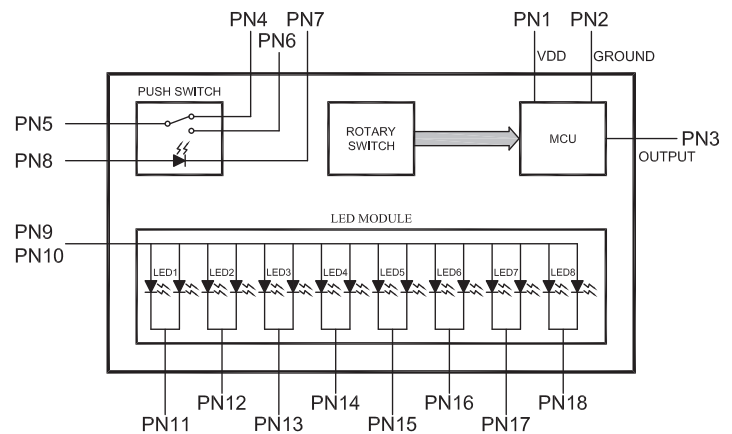 PN4 PN7
PN6
PN1 PN2
VDD GROUND
PUSH SWITCH
PN5
PN8
ROTARY
SWITCH
MCU
PN3
OUTPUT
LED MODULE
PN9
PN10
LED1 LED2 LED3 LED4 LED5 LED6 LED7 LED8
PN12 PN14 PN16 PN18
PN11 PN13 PN15 PN17